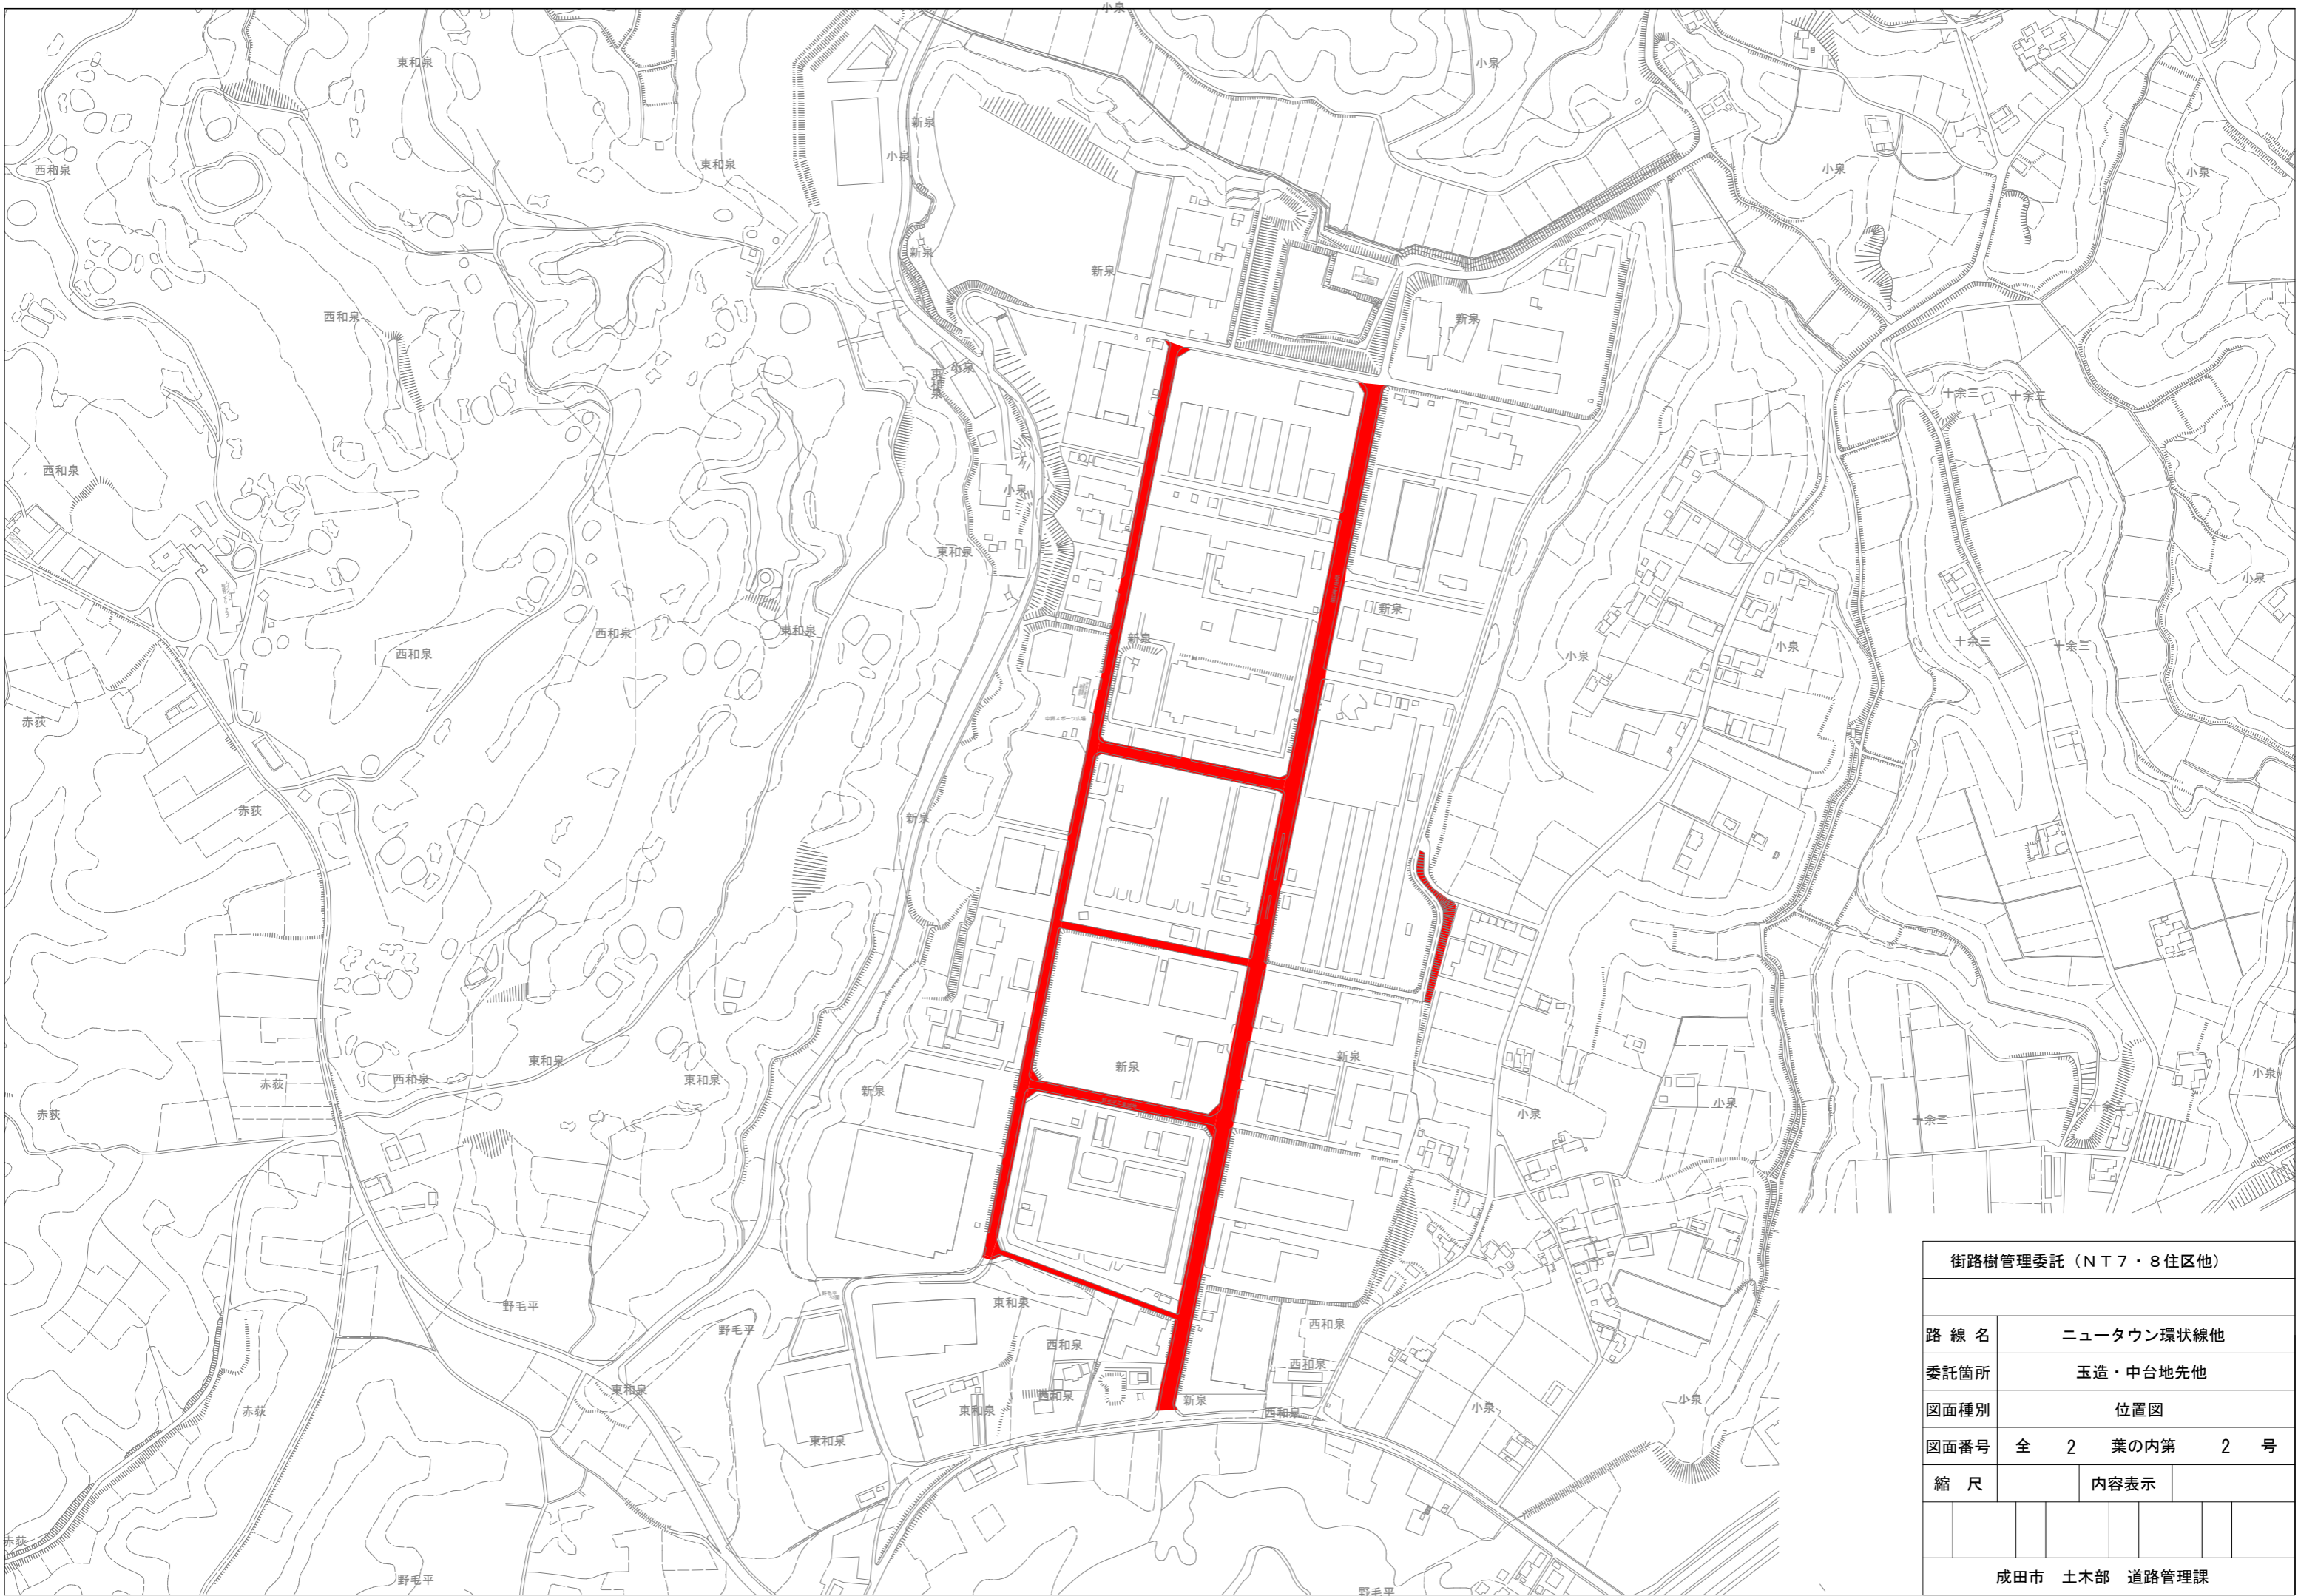 小泉
東和泉
小泉
新泉
小泉
東和泉
西和泉
小泉
小泉
新泉
新泉
西和泉
新泉
小泉
東和泉
十余三
十余三
西和泉
小泉
東和泉
小泉
新泉
十余三
十余三
東和泉
西和泉
新泉
小泉
西和泉
小泉
中郷スポーツ広場
赤荻
赤荻
新泉
新泉
東和泉
新泉
小泉
西和泉
東和泉
赤荻
新泉
小泉
十余三
赤荻
小泉
十余三
野毛平
東和泉
野毛平
西和泉
西和泉
西和泉
東和泉
西和泉
新泉
小泉
赤荻
東和泉
西和泉
小泉
東和泉
赤荻
野毛平
野毛平
街路樹管理委託（NT7・8住区他）
路線名 ニュータウン環状線他
委託箇所 玉造・中台地先他
図面種別 位置図
図面番号 全 2 葉の内第 2 号
縮尺 内容表示
成田市 土木部 道路管理課